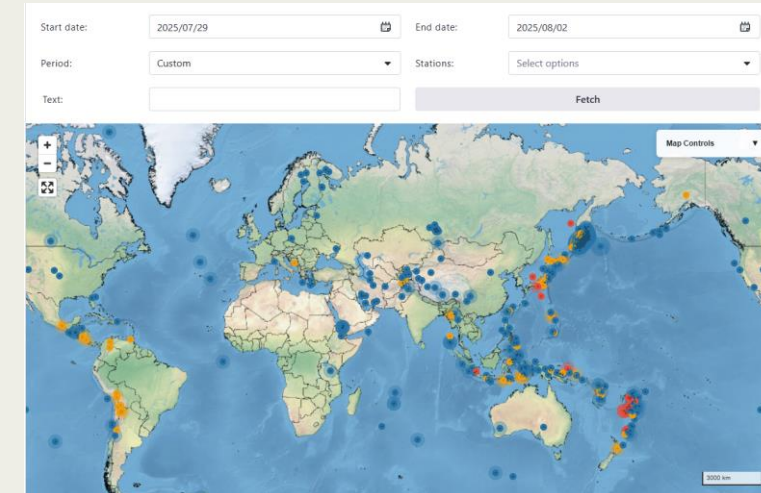 Start date: 2025/07/29 End date: 2025/08/02
Period: Custom Stations: Select options
Text: Fetch
+
Map Controls
−
3000 km